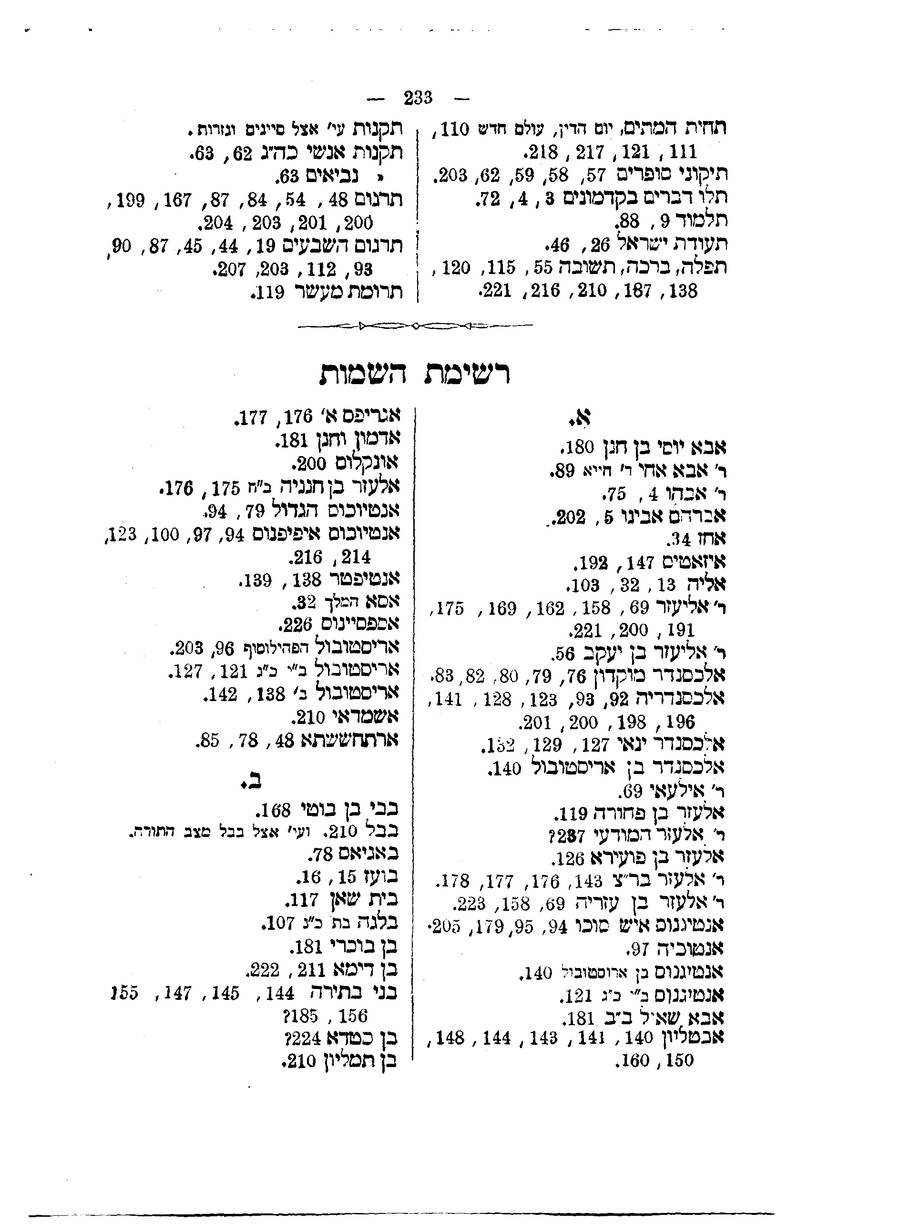 — 233 —
תחית המתים, יום הדין, עולם חדש 110,
111, 121, 217, 218.
תיקוני סופרים 57, 58, 59, 62, 203.
תלו דברים בקדמונים 3, 4, 72.
תלמוד 9, 88.
תעודת ישראל 26, 46.
תפלה, ברכה, תשובה 55, 115, 120,
138, 187, 210, 216, 221.
תקנות עי' אצל סייגים וגזרות.
תקנות אנשי כה"ג 62, 63.
" נביאים 63.
תרגום 48, 54, 84, 87, 167, 199,
200, 201, 203, 204.
תרגום השבעים 19, 44, 45, 87, 90,
93, 112, 203, 207.
תרומת מעשר 119.
רשימת השמות
א.
אבא יוסי בן חנן 180.
ר' אבא אחי ר' חייא 89.
ר' אבהו 4, 75.
אברהם אבינו 5, 202.
אחז 34.
איזאטים 147, 192.
אליה 13, 32, 103.
ר' אליעזר 69, 158, 162, 169, 175,
191, 200, 221.
ר' אליעזר בן יעקב 56.
אלכסנדר מוקדון 76, 79, 80, 82, 83.
אלכסנדריה 92, 93, 123, 128, 141,
196, 198, 200, 201.
אלכסנדר ינאי 127, 129, 132.
אלכסנדר בן אריסטובול 140.
ר' אילעאי 69.
אלעזר בן פחורה 119.
ר' אלעזר המודעי 237?
אלעזר בן פועירא 126.
ר' אלעזר בר"צ 143, 176, 177, 178.
ר' אלעזר בן עזריה 69, 158, 223.
אנטיגנוס איש סוכו 94, 95, 179, 205.
אנטוכיה 97.
אנטיגנוס בן ארוסטובול 140.
אנטיגנוס ב"י כ"ג 121.
אבא שאיל ב"ב 181.
אבטליון 140, 141, 143, 144, 148,
150, 160.
אגריפס א' 176, 177.
אדמון וחנן 181.
אונקלוס 200.
אלעזר בן חנניה ב"ח 175, 176.
אנטיוכוס הגדול 79, 94.
אנטיוכוס איפיפנוס 94, 97, 100, 123,
214, 216.
אנטיפטר 138, 139.
אסא המלך 32.
אספסיינוס 226.
אריסטובול הפהילוסוף 96, 203.
אריסטובול ב"י כ"ג 121, 127.
אריסטובול ב' 138, 142.
אשמדאי 210.
ארתחששתא 48, 78, 85.
ב.
בבי בן בוטי 168.
בבל 210. ועי' אצל בבל מצב התורה.
באגיאס 78.
בועז 15, 16.
בית שאן 117.
בלגה בת כ"ג 107.
בן בוכרי 181.
בן דימא 211, 222.
בני בתירה 144, 145, 147, 155
156, 185?
בן כטדא 224?
בן תמליון 210.